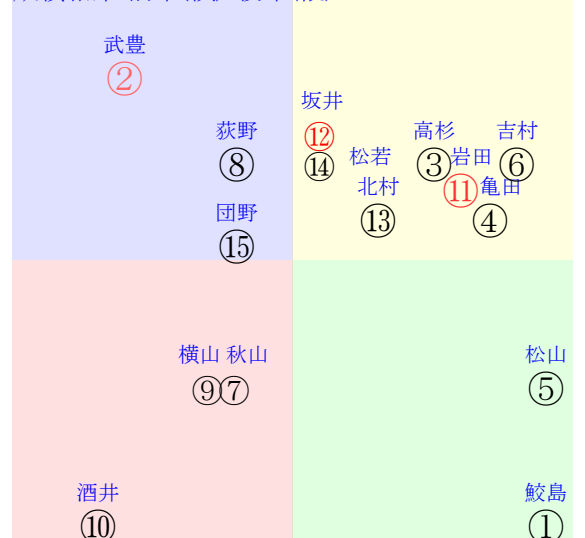 武豊
②
坂井
⑫
⑭
荻野
⑧
高杉
③
吉村
⑥
松若
岩田
⑪
北村
⑬
亀田
④
団野
⑮
横山 秋山
⑨⑦
松山
⑤
酒井
⑩
鮫島
①